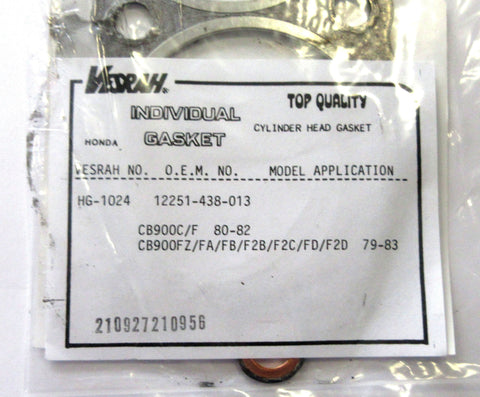 VESRAH®
INDIVIDUAL GASKET
HONDA
TOP QUALITY
CYLINDER HEAD GASKET
VESRAH NO. O.E.M. NO. MODEL APPLICATION
HG-1024 12251-438-013
CB900C/F 80-82
CB900FZ/FA/FB/F2B/F2C/FD/F2D 79-83
210927210956